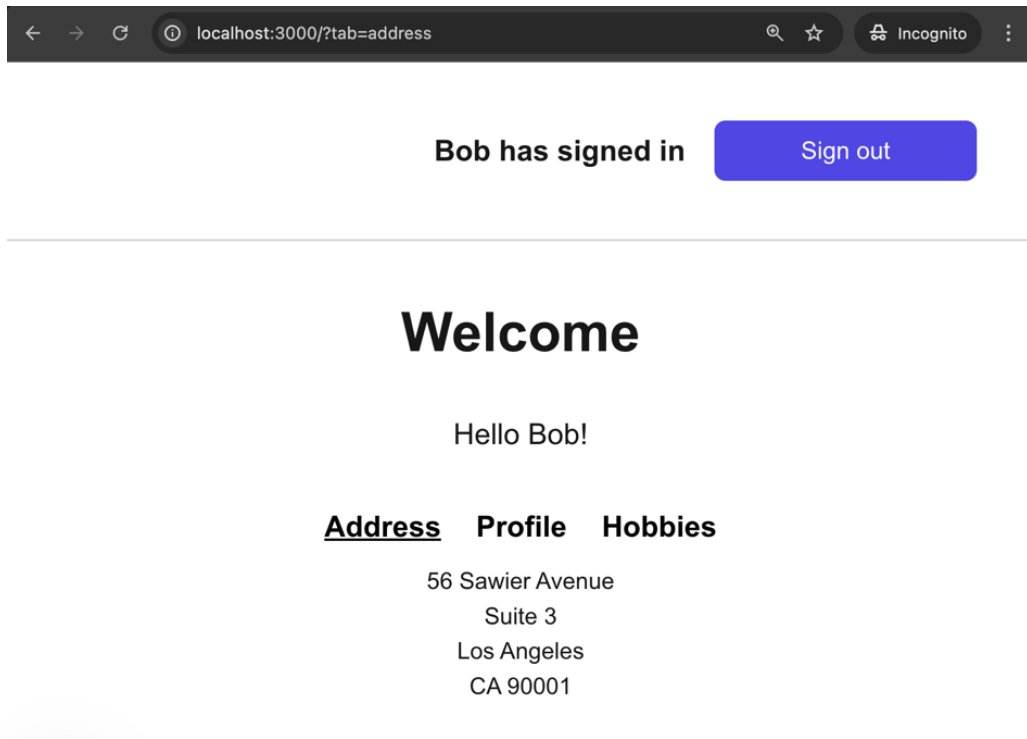 localhost:3000/?tab=address
Incognito
Bob has signed in
Sign out
Welcome
Hello Bob!
Address Profile Hobbies
56 Sawier Avenue
Suite 3
Los Angeles
CA 90001